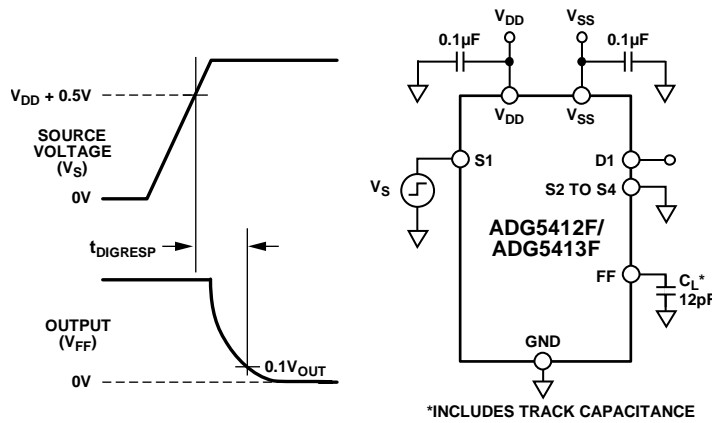 V_DD + 0.5V
SOURCE
VOLTAGE
(V_S)
0V
t_DIGRESP
OUTPUT
(V_FF)
0V
0.1V_OUT
V_DD
V_SS
0.1µF
0.1µF
V_DD
V_SS
S1
D1
V_S
S2 TO S4
ADG5412F/
ADG5413F
FF
C_L*
12pF
GND
*INCLUDES TRACK CAPACITANCE